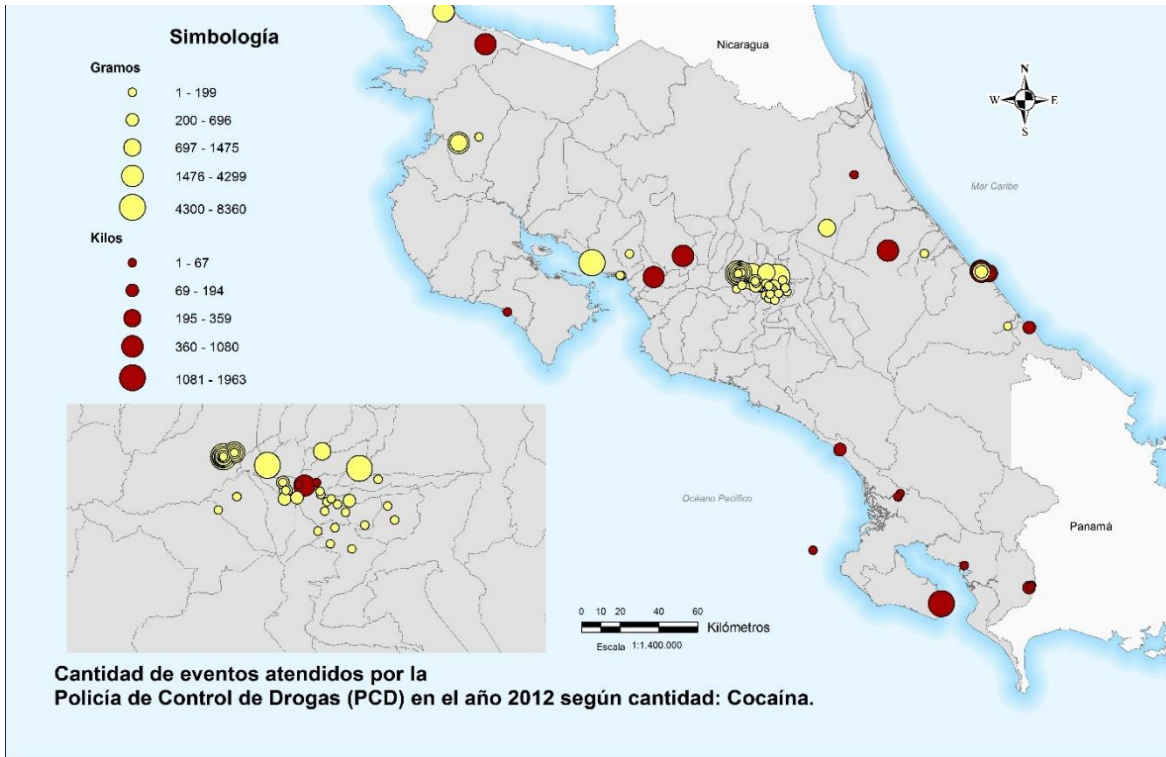 Simbología
Gramos
1 - 199
200 - 696
697 - 1475
1476 - 4299
4300 - 8360
Kilos
1 - 67
69 - 194
195 - 359
360 - 1080
1081 - 1963
Nicaragua
N
W E
S
Mar Caribe
Océano Pacífico
Panamá
0 10 20 40 60
Kilómetros
Escala 1:1.400.000
Cantidad de eventos atendidos por la
Policía de Control de Drogas (PCD) en el año 2012 según cantidad: Cocaína.